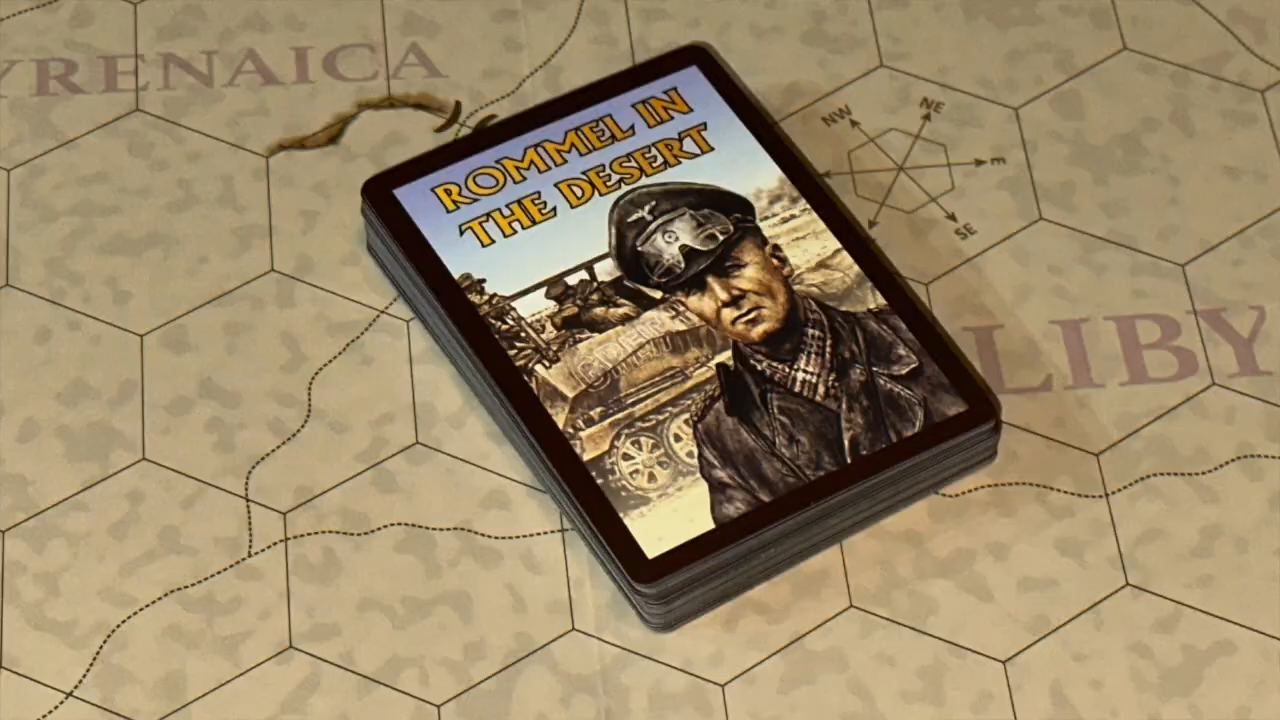 YRENAICA
ROMMEL IN
THE DESERT
NW
NE
E
SE
LIBY